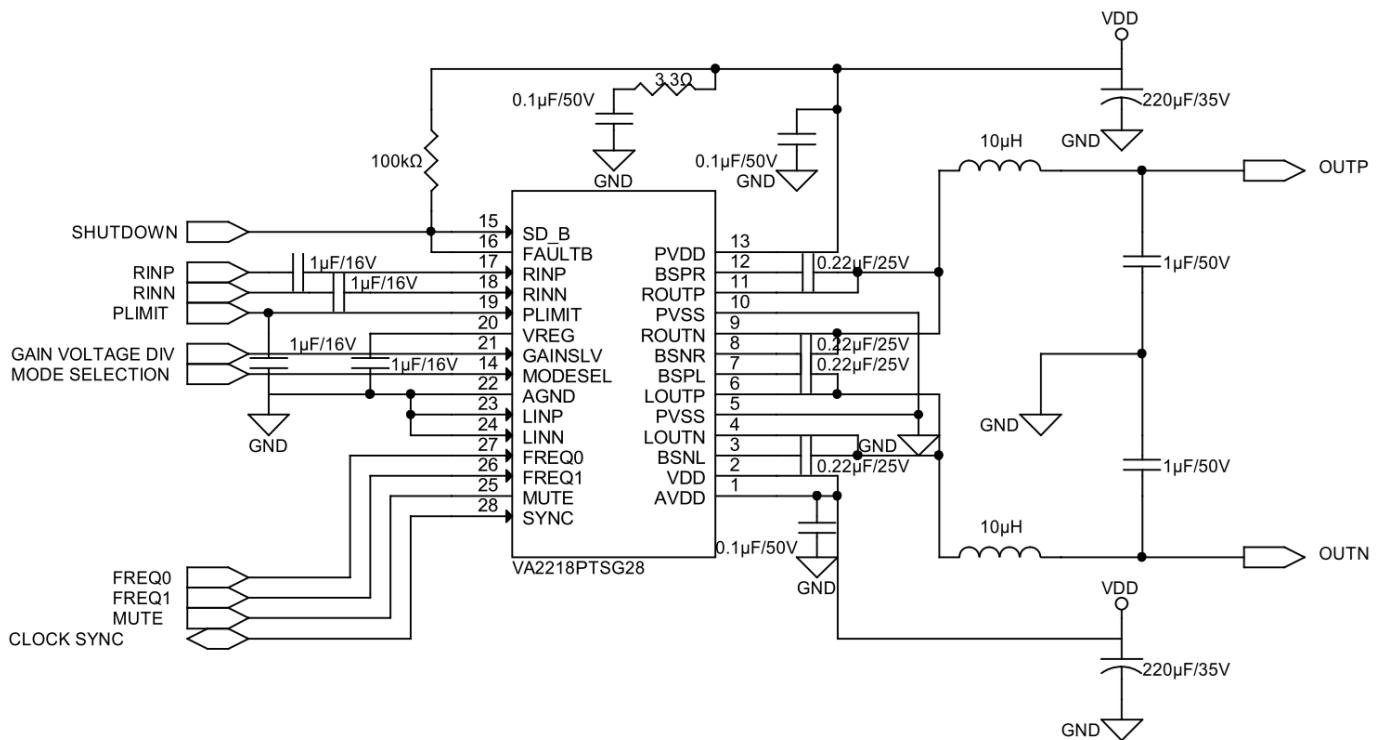 VDD
3.3Ω
0.1µF/50V
220µF/35V
GND
10µH
100kΩ
0.1µF/50V
GND
GND
OUTP
SHUTDOWN
15
SD_B
16
FAULTB
PVDD
13
RINP
1µF/16V
17
RINP
BSPR
12
0.22µF/25V
1µF/50V
RINN
1µF/16V
18
RINN
ROUTP
11
PLIMIT
19
PLIMIT
PVSS
10
20
VREG
ROUTN
9
GAIN VOLTAGE DIV
1µF/16V
21
GAINSLV
BSNR
8
0.22µF/25V
MODE SELECTION
1µF/16V
14
MODESEL
BSPL
7
0.22µF/25V
22
AGND
LOUTP
6
23
LINP
PVSS
5
GND
GND
24
LINN
LOUTN
4
GND
27
FREQ0
BSNL
3
0.22µF/25V
1µF/50V
26
FREQ1
VDD
2
25
MUTE
AVDD
1
28
SYNC
10µH
0.1µF/50V
OUTN
VA2218PTSG28
GND
FREQ0
FREQ1
VDD
MUTE
CLOCK SYNC
220µF/35V
GND